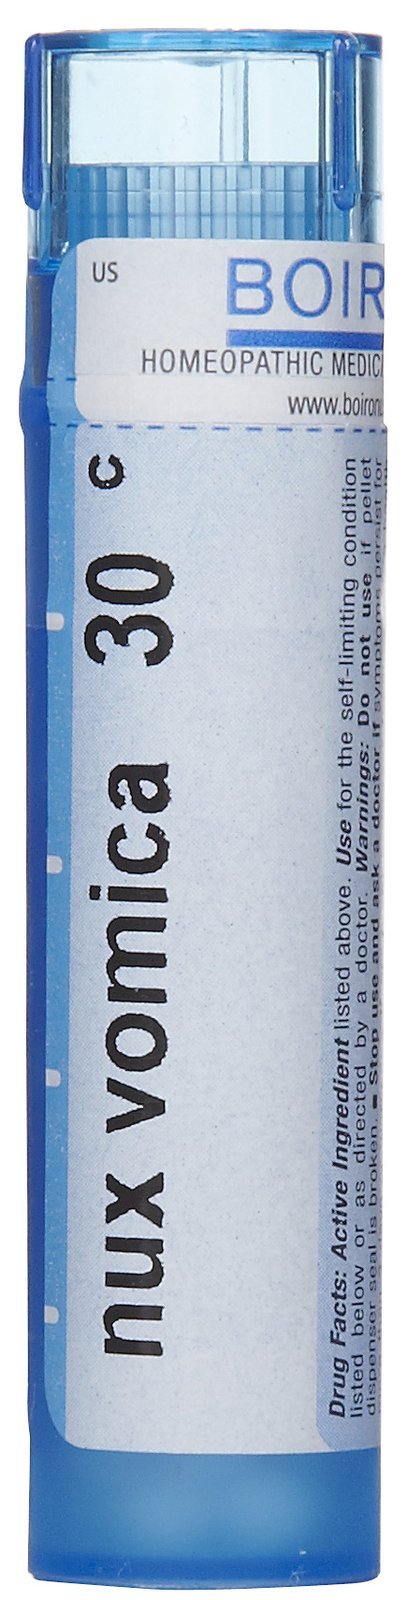 US
BOIR
HOMEOPATHIC MEDICA
www.boironu
nux vomica 30 c
Drug Facts: Active Ingredient listed above. Use for the self-limiting condition
listed below or as directed by a doctor. Warnings: Do not use if pellet
dispenser seal is broken. ■ Stop use and ask a doctor if symptoms persist for